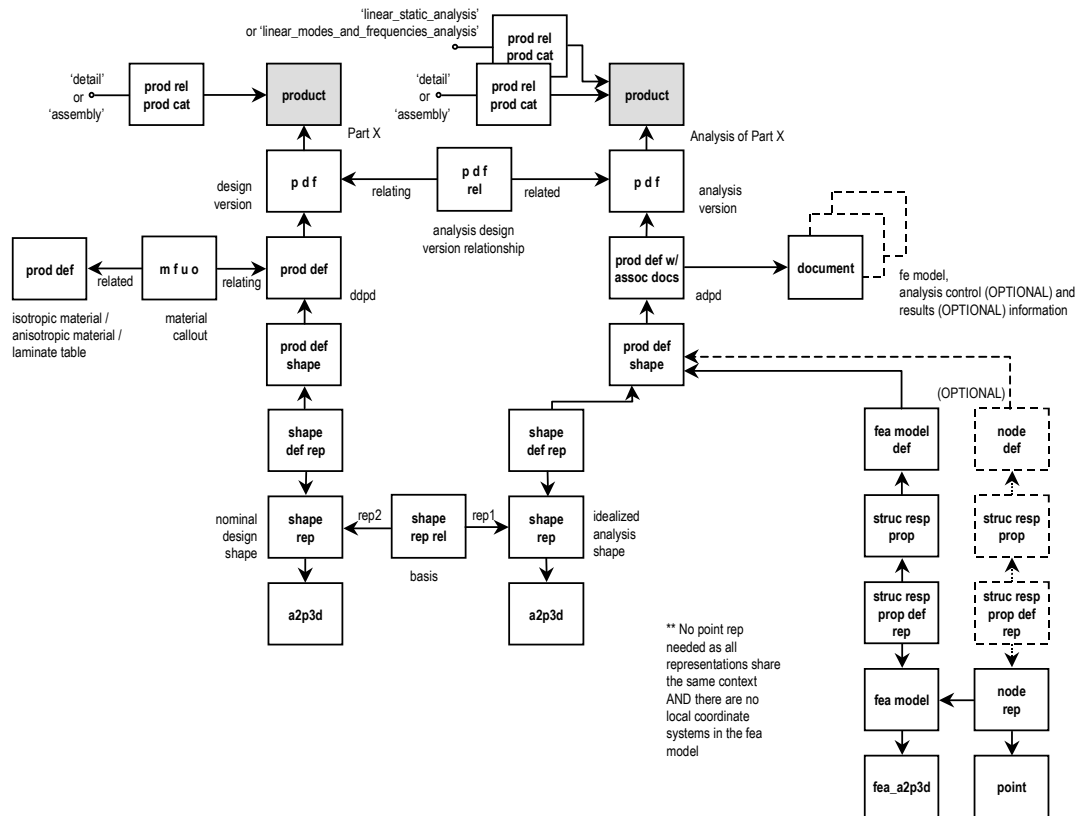 ‘linear_static_analysis’
or ‘linear_modes_and_frequencies_analysis’
prod rel
prod cat
‘detail’
or
‘assembly’
prod rel
prod cat
product
Part X
‘detail’
or
‘assembly’
prod rel
prod cat
product
Analysis of Part X
design
version
p d f
relating
p d f
rel
related
p d f
analysis
version
analysis design
version relationship
prod def
related
m f u o
relating
prod def
ddpd
prod def w/
assoc docs
adpd
document
fe model,
analysis control (OPTIONAL) and
results (OPTIONAL) information
isotropic material /
anisotropic material /
laminate table
material
callout
prod def
shape
prod def
shape
(OPTIONAL)
shape
def rep
shape
def rep
fea model
def
node
def
nominal
design
shape
shape
rep
rep2
shape
rep rel
rep1
shape
rep
idealized
analysis
shape
basis
struc resp
prop
struc resp
prop
a2p3d
a2p3d
struc resp
prop def
rep
struc resp
prop def
rep
** No point rep
needed as all
representations share
the same context
AND there are no
local coordinate
systems in the fea
model
fea model
node
rep
fea_a2p3d
point